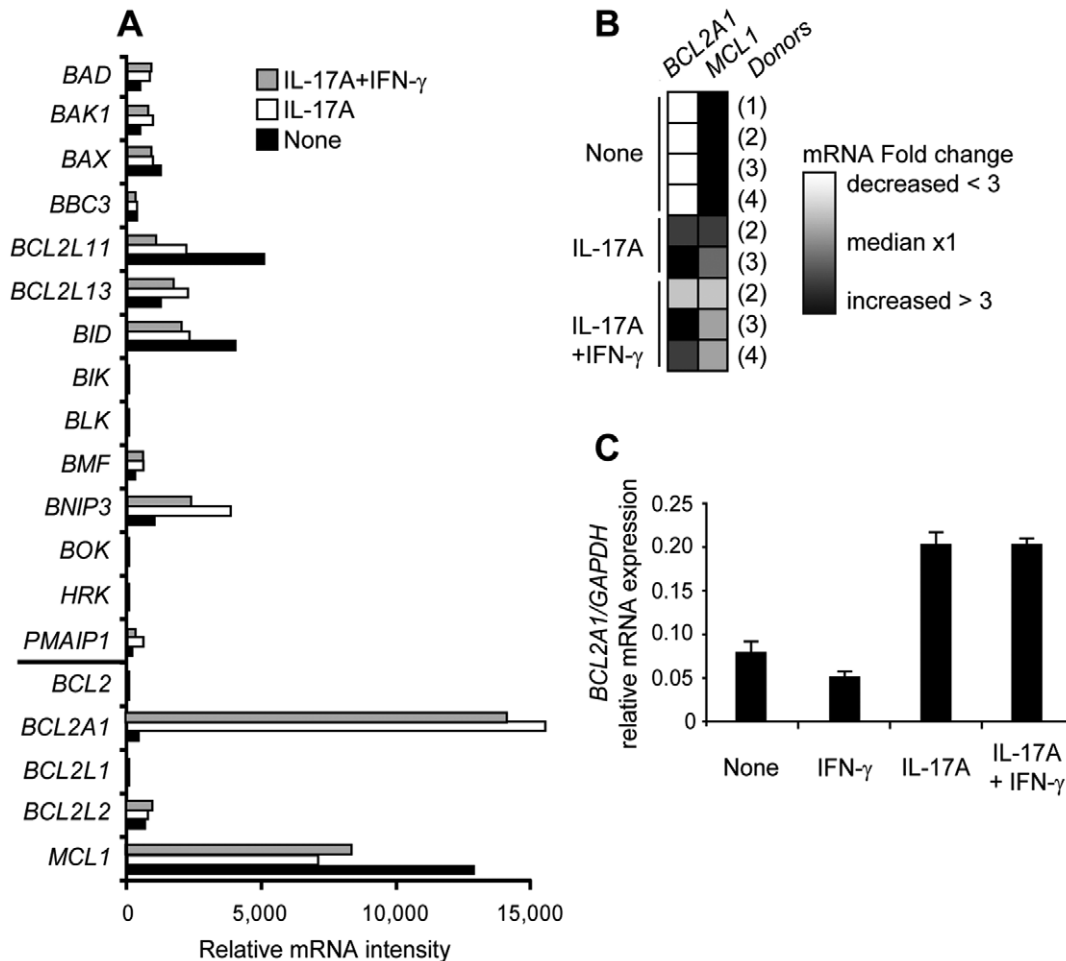 A
BAD
BAK1
BAX
BBC3
BCL2L11
BCL2L13
BID
BIK
BLK
BMF
BNIP3
BOK
HRK
PMAIP1
BCL2
BCL2A1
BCL2L1
BCL2L2
MCL1
IL-17A+IFN-γ
IL-17A
None
0 5,000 10,000 15,000
Relative mRNA intensity
B
BCL2A1 MCL1 Donors
None
IL-17A
IL-17A
+IFN-γ
(1)
(2)
(3)
(4)
(2)
(3)
(2)
(3)
(4)
mRNA Fold change
decreased < 3
median x1
increased > 3
C
BCL2A1/GAPDH
relative mRNA expression
0.25
0.20
0.15
0.10
0.05
0
None IFN-γ IL-17A IL-17A
+ IFN-γ